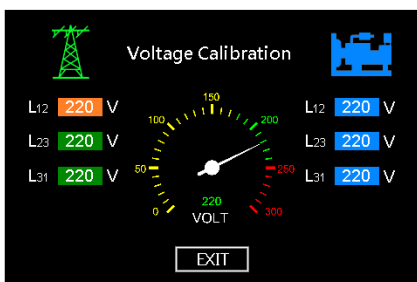 Voltage Calibration
L12 220 V
L23 220 V
L31 220 V
0
50
100
150
200
250
300
220
VOLT
L12 220 V
L23 220 V
L31 220 V
EXIT